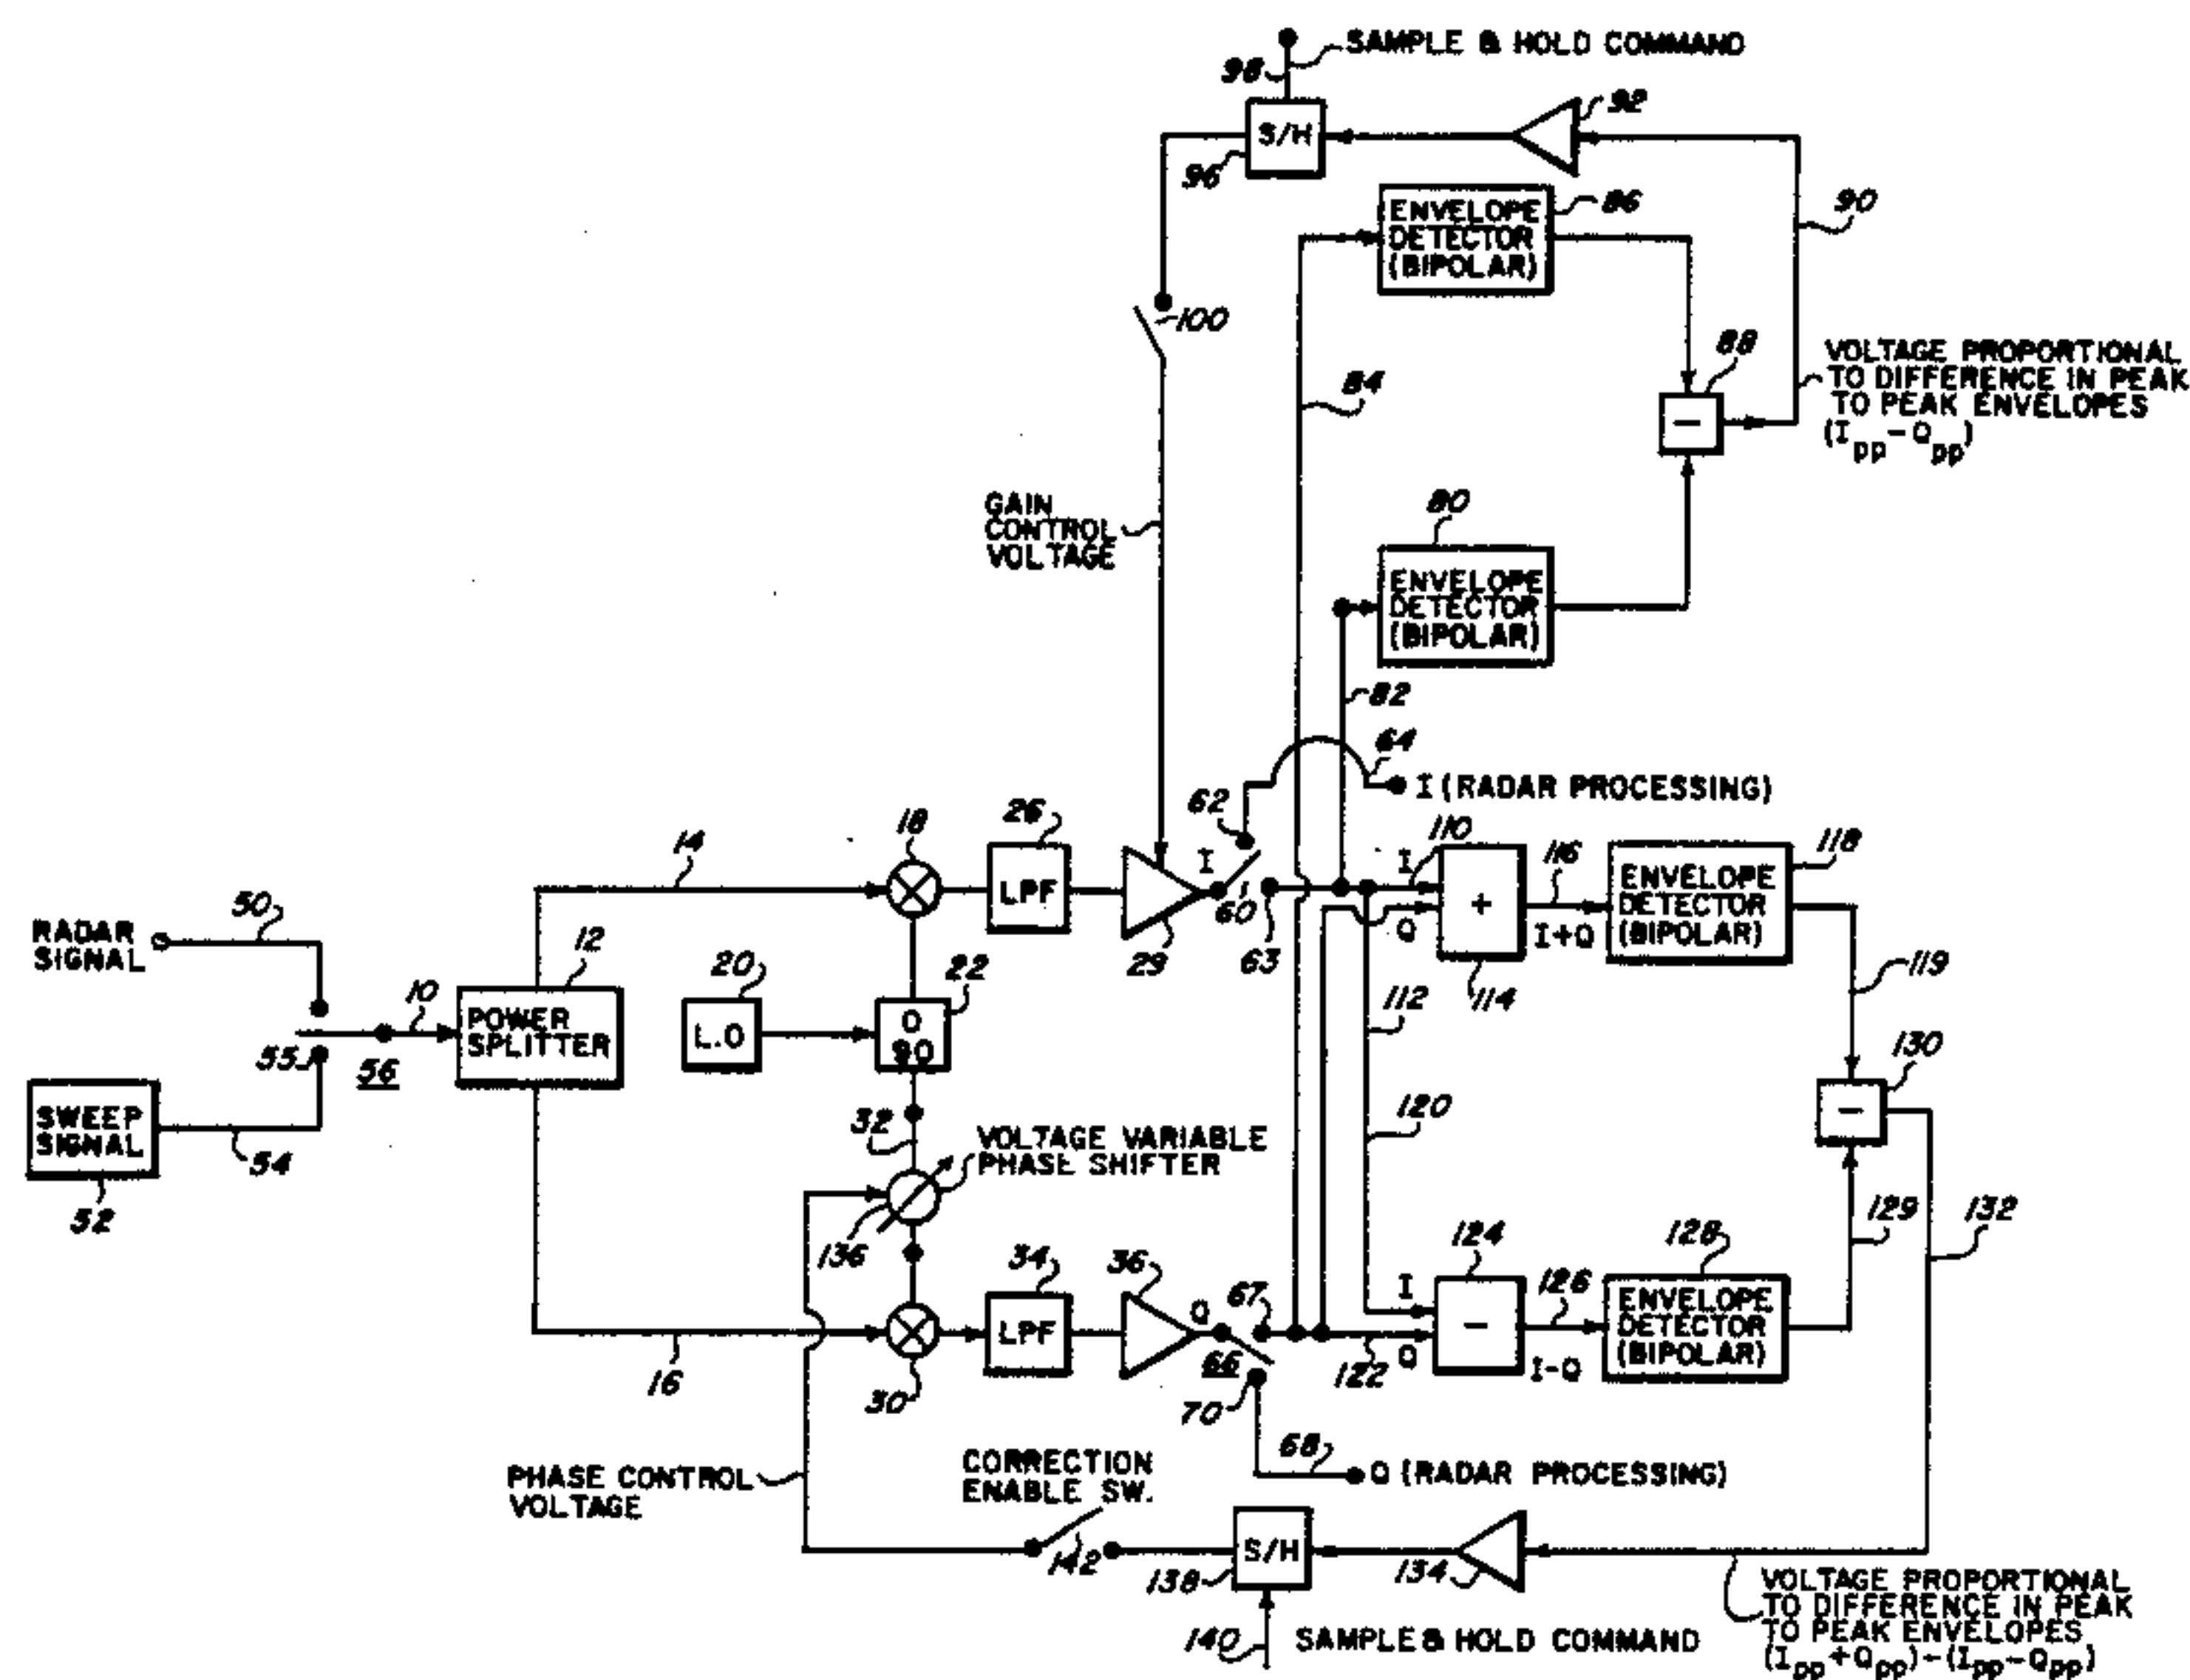 SAMPLE & HOLD COMMAND
98
92
S/H
96
ENVELOPE
DETECTOR
(BIPOLAR)
86
90
100
88
VOLTAGE PROPORTIONAL
TO DIFFERENCE IN PEAK
TO PEAK ENVELOPES
(Ipp-Qpp)
84
-
GAIN
CONTROL
VOLTAGE
80
ENVELOPE
DETECTOR
(BIPOLAR)
82
64
I (RADAR PROCESSING)
62
26
18
14
LPF
I
60
63
29
110
I
Q
+
114
116
I+Q
ENVELOPE
DETECTOR
(BIPOLAR)
118
119
RADAR
SIGNAL
50
12
10
POWER
SPLITTER
20
L.O
22
0
90
55
56
112
130
-
SWEEP
SIGNAL
54
52
32
VOLTAGE VARIABLE
PHASE SHIFTER
136
120
129
132
34
LPF
36
Q
67
66
124
I
Q
-
122
126
I-Q
128
ENVELOPE
DETECTOR
(BIPOLAR)
16
30
70
68
Q (RADAR PROCESSING)
PHASE CONTROL
VOLTAGE
CORRECTION
ENABLE SW.
142
S/H
138
134
140
SAMPLE & HOLD COMMAND
VOLTAGE PROPORTIONAL
TO DIFFERENCE IN PEAK
TO PEAK ENVELOPES
(Ipp+Qpp)-(Ipp-Qpp)